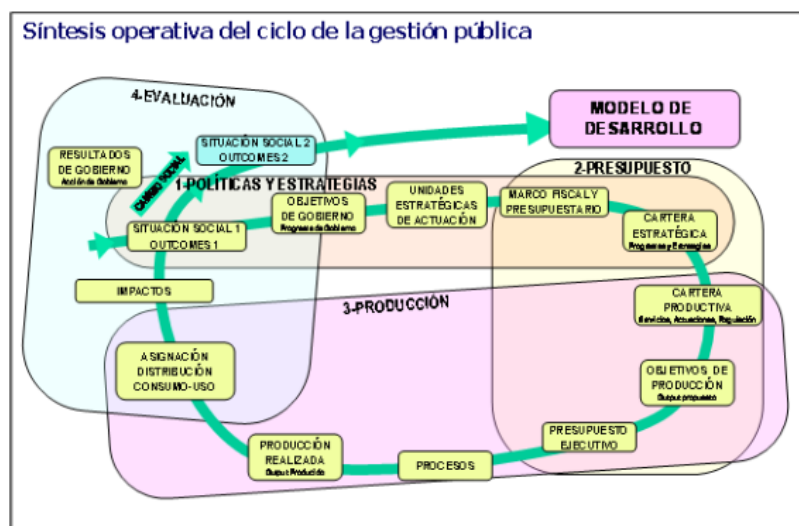 Síntesis operativa del ciclo de la gestión pública
4-EVALUACIÓN
MODELO DE
DESARROLLO
RESULTADOS
DE GOBIERNO
Acción de Gobierno
CAMBIO SOCIAL
SITUACIÓN SOCIAL 2
OUTCOMES 2
2-PRESUPUESTO
1-POLÍTICAS Y ESTRATEGIAS
SITUACIÓN SOCIAL 1
OUTCOMES 1
OBJETIVOS
DE GOBIERNO
Programa de Gobierno
UNIDADES
ESTRATÉGICAS
DE ACTUACIÓN
MARCO FISCAL Y
PRESUPUESTARIO
CARTERA
ESTRATÉGICA
Programas y Estrategias
IMPACTOS
3-PRODUCCIÓN
CARTERA
PRODUCTIVA
Servicios, Actuaciones, Regulación
ASIGNACIÓN
DISTRIBUCIÓN
CONSUMO-USO
OBJETIVOS DE
PRODUCCIÓN
Output propuesto
PRESUPUESTO
EJECUTIVO
PROCESOS
PRODUCCIÓN
REALIZADA
Output Producido